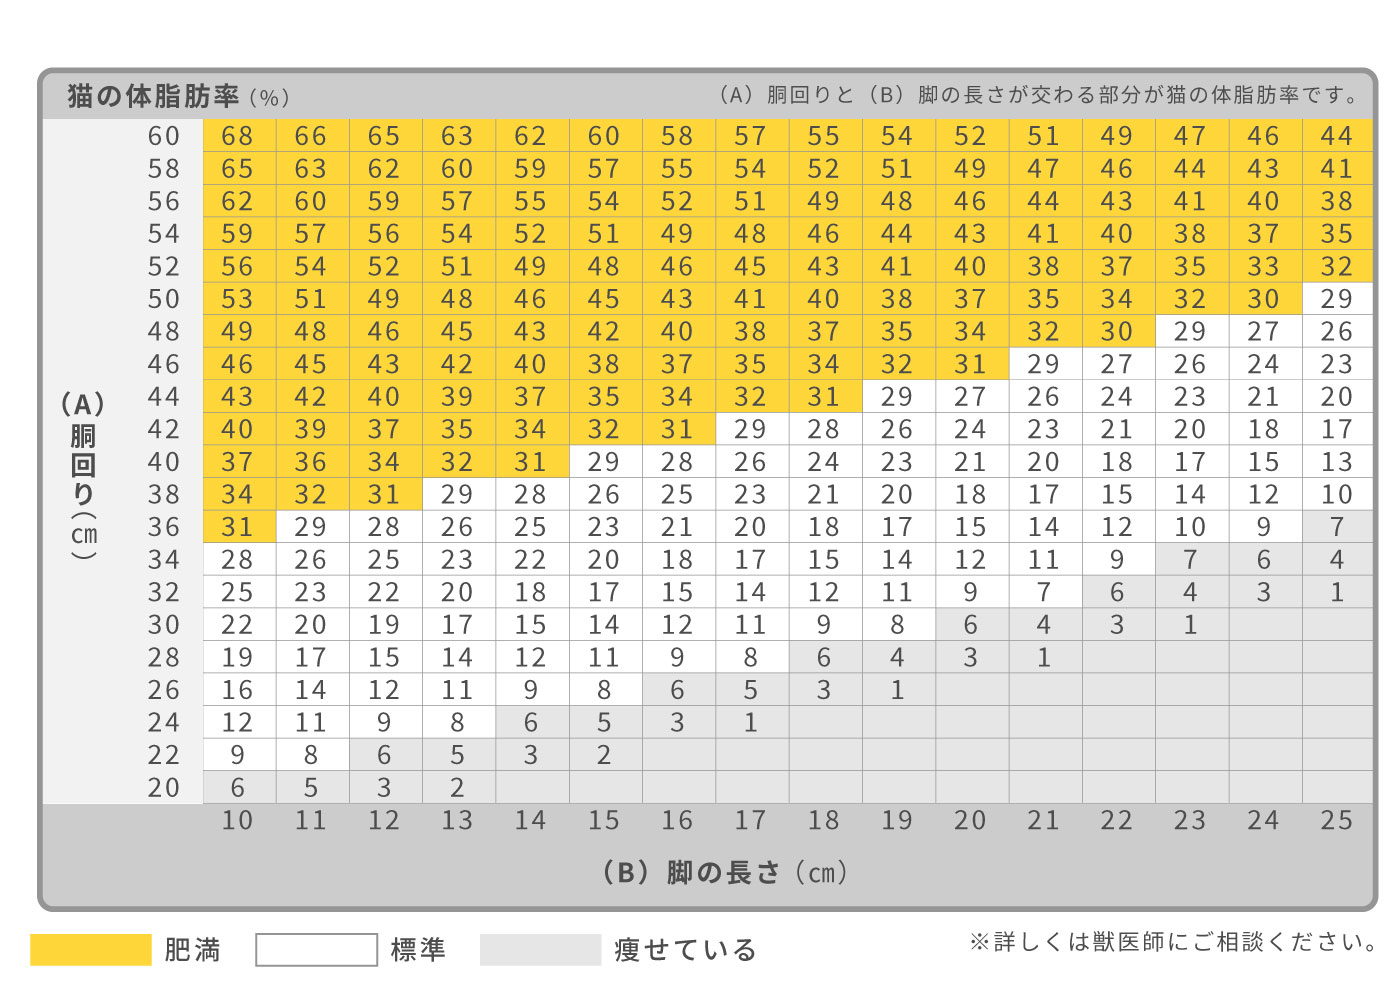 猫の体脂肪率（%） （A）胴回りと（B）脚の長さが交わる部分が猫の体脂肪率です。
60 68 66 65 63 62 60 58 57 55 54 52 51 49 47 46 44
58 65 63 62 60 59 57 55 54 52 51 49 47 46 44 43 41
56 62 60 59 57 55 54 52 51 49 48 46 44 43 41 40 38
54 59 57 56 54 52 51 49 48 46 44 43 41 40 38 37 35
52 56 54 52 51 49 48 46 45 43 41 40 38 37 35 33 32
50 53 51 49 48 46 45 43 41 40 38 37 35 34 32 30 29
48 49 48 46 45 43 42 40 38 37 35 34 32 30 29 27 26
46 46 45 43 42 40 38 37 35 34 32 31 29 27 26 24 23
44 43 42 40 39 37 35 34 32 31 29 27 26 24 23 21 20
42 40 39 37 35 34 32 31 29 28 26 24 23 21 20 18 17
40 37 36 34 32 31 29 28 26 24 23 21 20 18 17 15 13
38 34 32 31 29 28 26 25 23 21 20 18 17 15 14 12 10
36 31 29 28 26 25 23 21 20 18 17 15 14 12 10 9 7
34 28 26 25 23 22 20 18 17 15 14 12 11 9 7 6 4
32 25 23 22 20 18 17 15 14 12 11 9 7 6 4 3 1
30 22 20 19 17 15 14 12 11 9 8 6 4 3 1
28 19 17 15 14 12 11 9 8 6 4 3 1
26 16 14 12 11 9 8 6 5 3 1
24 12 11 9 8 6 5 3 1
22 9 8 6 5 3 2
20 6 5 3 2
（A）胴回り（cm）
10 11 12 13 14 15 16 17 18 19 20 21 22 23 24 25
（B）脚の長さ（cm）
肥満 標準 痩せている
※詳しくは獣医師にご相談ください。